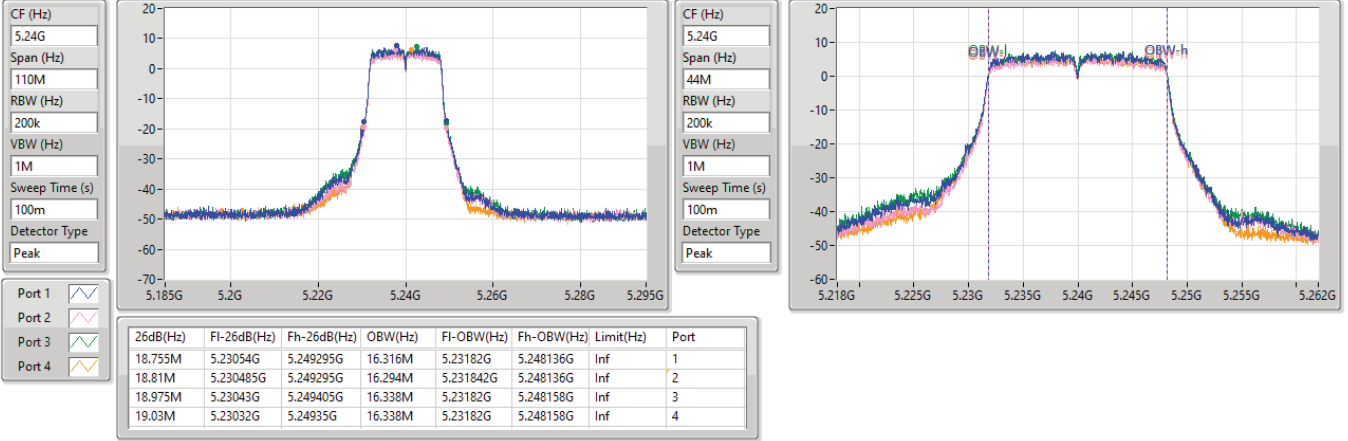 CF (Hz)
5.24G
Span (Hz)
110M
RBW (Hz)
200k
VBW (Hz)
1M
Sweep Time (s)
100m
Detector Type
Peak
20
10
0
-10
-20
-30
-40
-50
-60
-70
5.185G 5.2G 5.22G 5.24G 5.26G 5.28G 5.295G
CF (Hz)
5.24G
Span (Hz)
44M
RBW (Hz)
200k
VBW (Hz)
1M
Sweep Time (s)
100m
Detector Type
Peak
20
10
0
-10
-20
-30
-40
-50
-60
OBW-l OBW-h
5.218G 5.225G 5.23G 5.235G 5.24G 5.245G 5.25G 5.255G 5.262G
Port 1
Port 2
Port 3
Port 4
26dB(Hz) Fl-26dB(Hz) Fh-26dB(Hz) OBW(Hz) Fl-OBW(Hz) Fh-OBW(Hz) Limit(Hz) Port
18.755M 5.23054G 5.249295G 16.316M 5.23182G 5.248136G Inf 1
18.81M 5.230485G 5.249295G 16.294M 5.231842G 5.248136G Inf 2
18.975M 5.23043G 5.249405G 16.338M 5.23182G 5.248158G Inf 3
19.03M 5.23032G 5.24935G 16.338M 5.23182G 5.248158G Inf 4